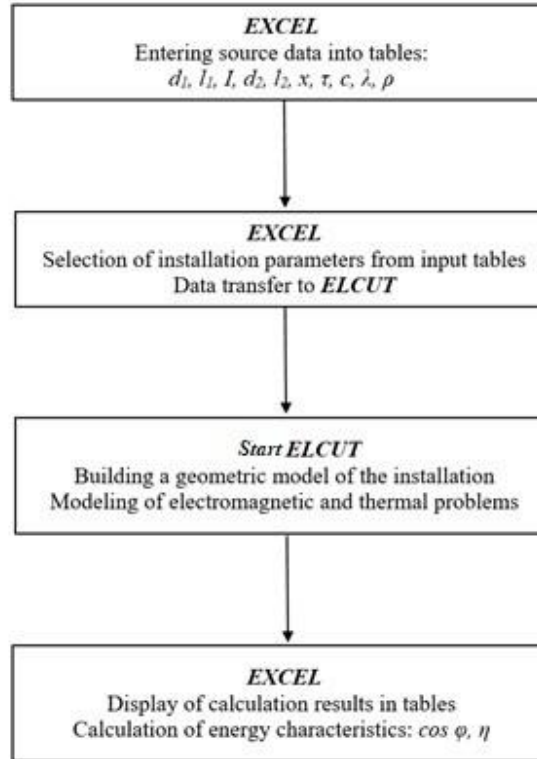 EXCEL
Entering source data into tables:
d₁, l₁, I, d₂, l₂, x, τ, c, λ, ρ
EXCEL
Selection of installation parameters from input tables
Data transfer to ELCUT
Start ELCUT
Building a geometric model of the installation
Modeling of electromagnetic and thermal problems
EXCEL
Display of calculation results in tables
Calculation of energy characteristics: cos φ, η